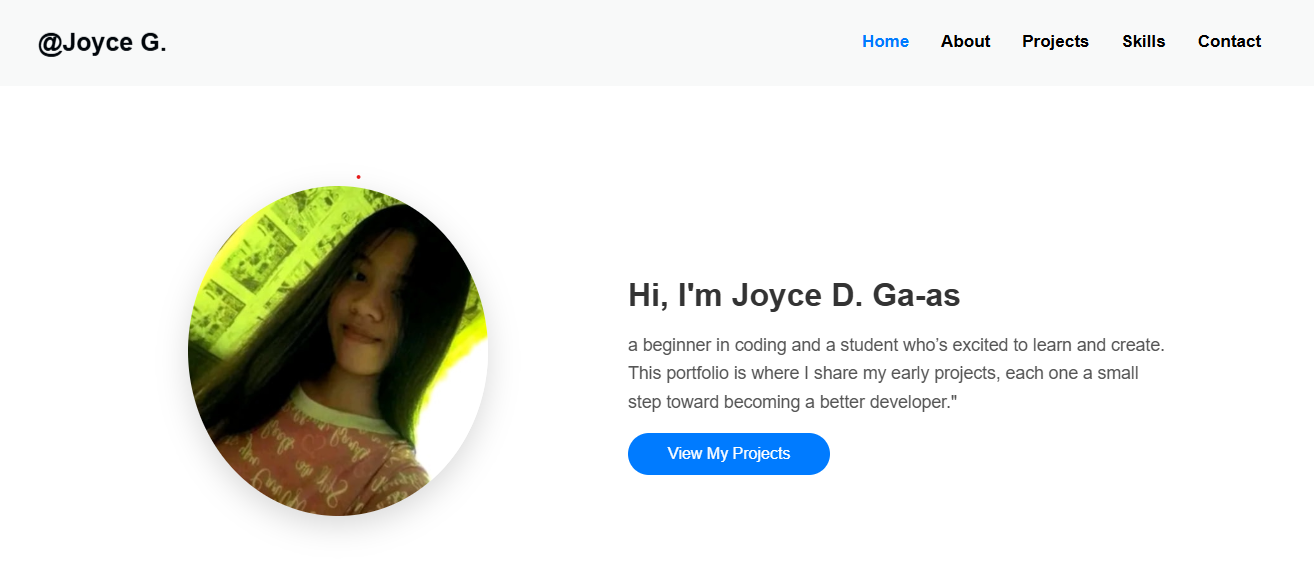 @Joyce G.
Home About Projects Skills Contact
Hi, I'm Joyce D. Ga-as
a beginner in coding and a student who’s excited to learn and create.
This portfolio is where I share my early projects, each one a small
step toward becoming a better developer."
View My Projects